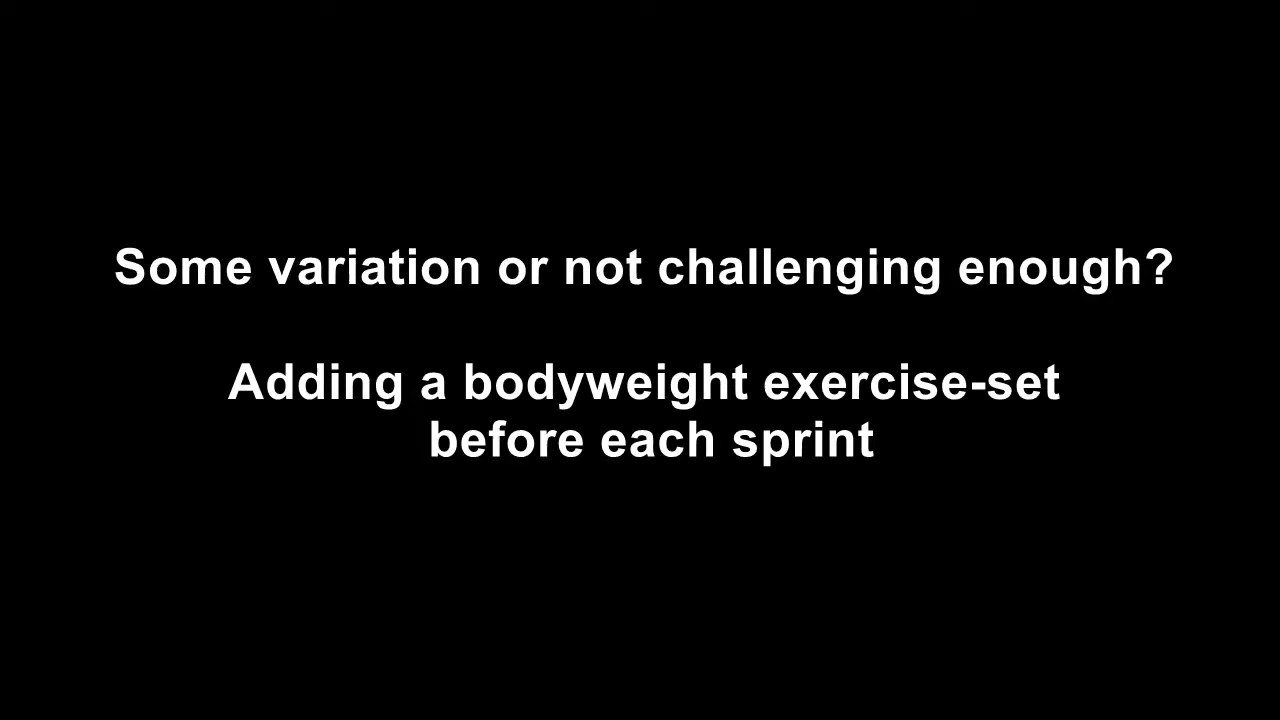 Some variation or not challenging enough?
Adding a bodyweight exercise-set
before each sprint